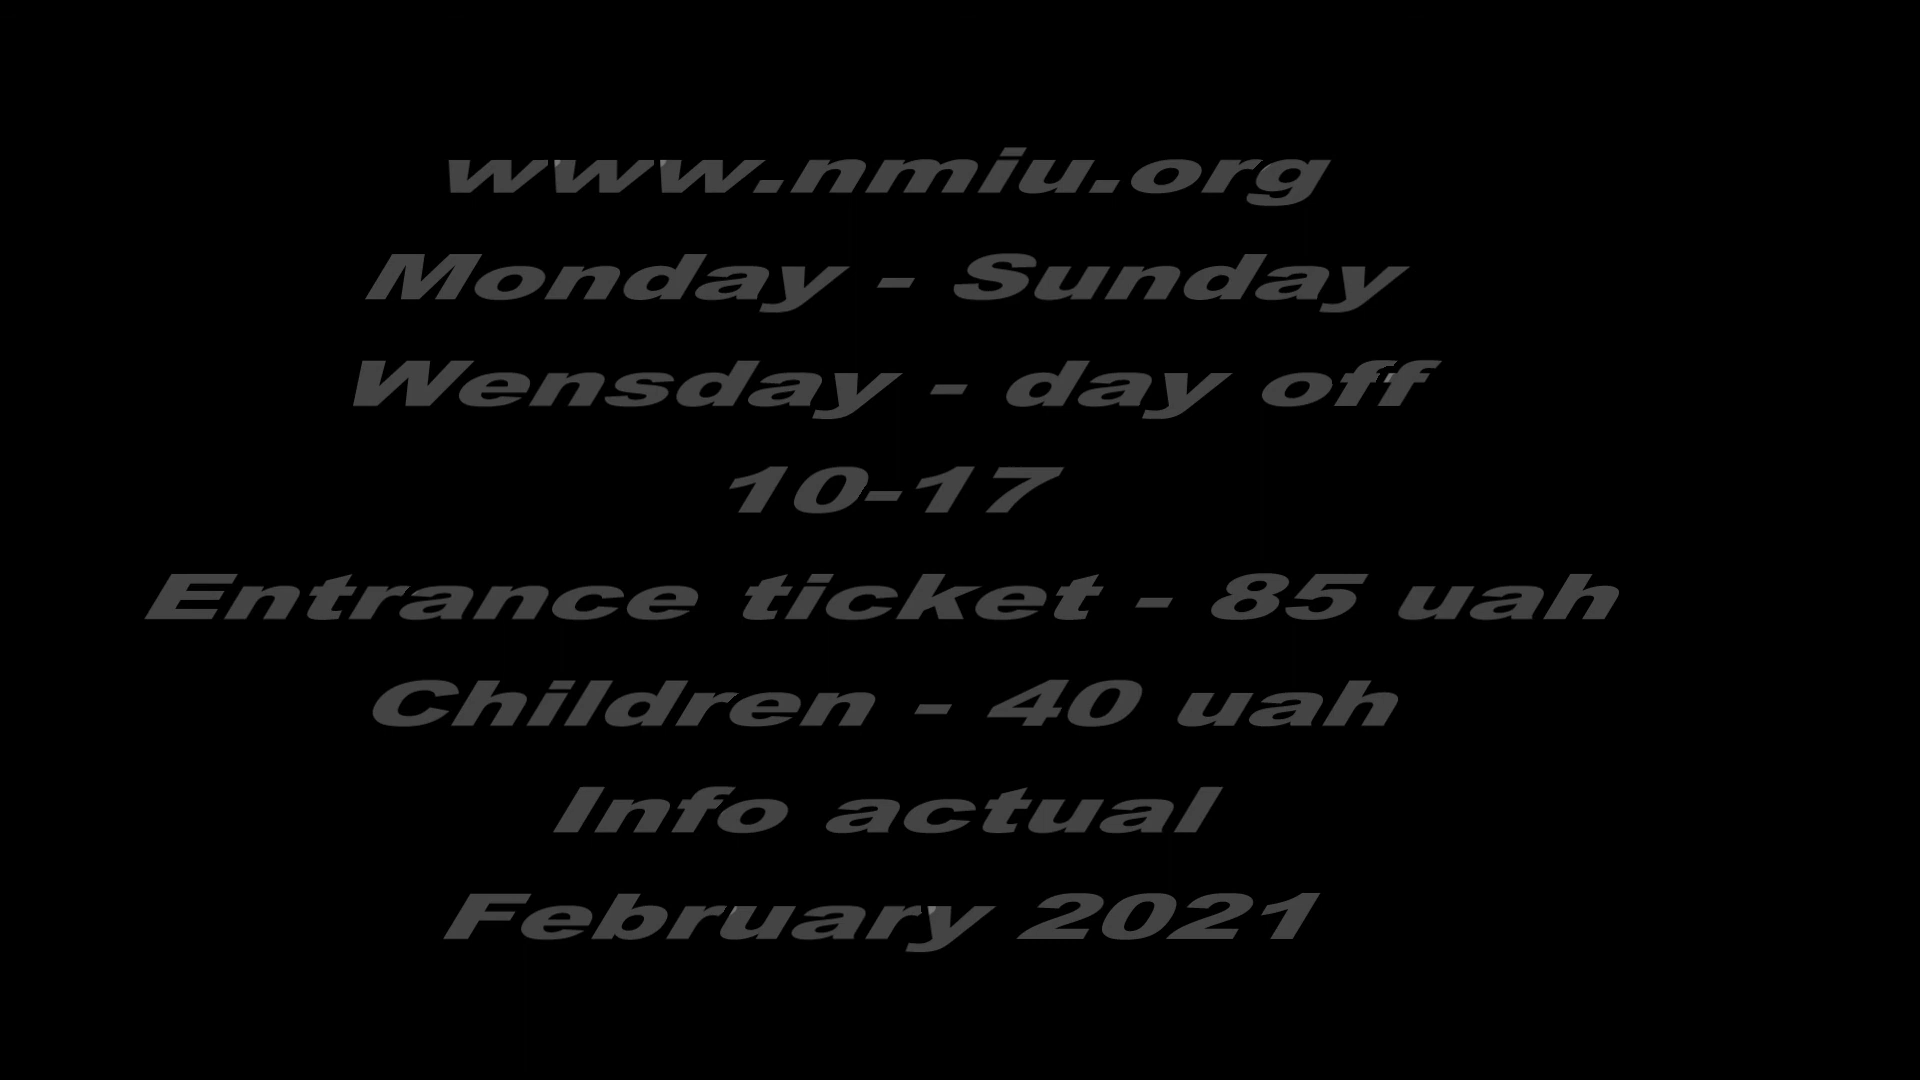 www.nmiu.org
Monday - Sunday
Wensday - day off
10-17
Entrance ticket - 85 uah
Children - 40 uah
Info actual
February 2021